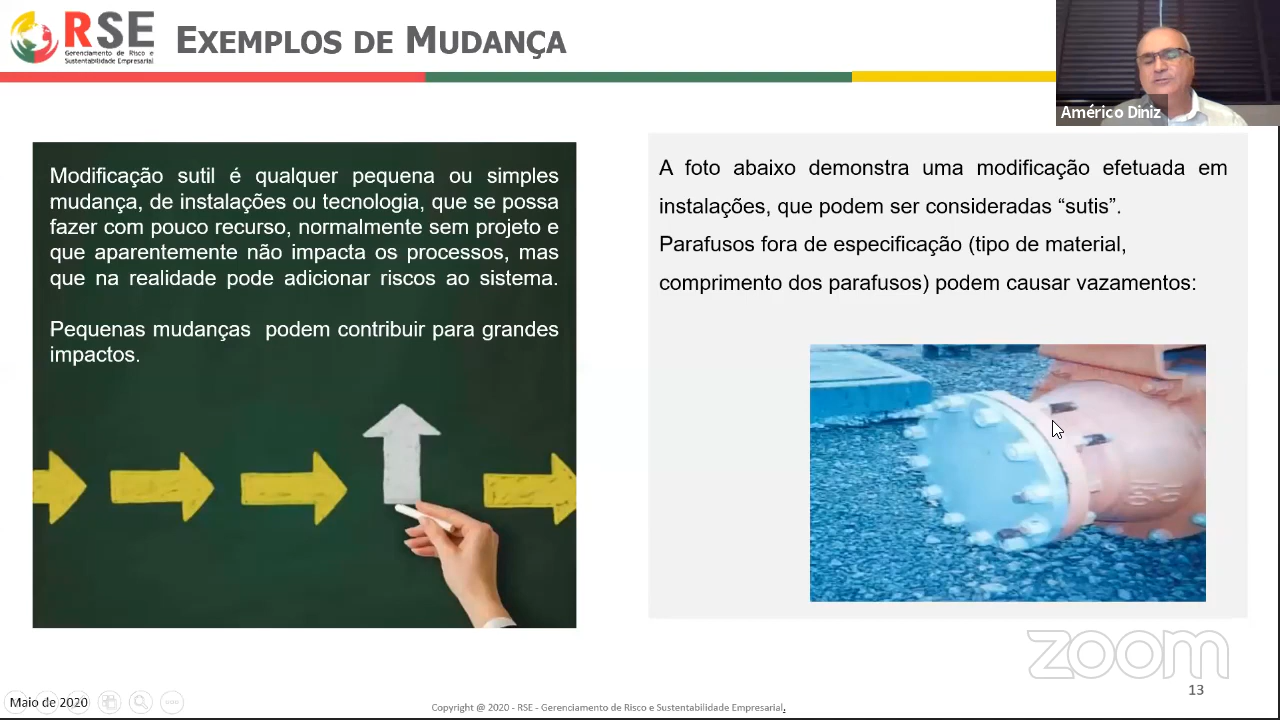 RSE
Gerenciamento de Risco e
Sustentabilidade Empresarial
EXEMPLOS DE MUDANÇA
Américo Diniz
Modificação sutil é qualquer pequena ou simples
mudança, de instalações ou tecnologia, que se possa
fazer com pouco recurso, normalmente sem projeto e
que aparentemente não impacta os processos, mas
que na realidade pode adicionar riscos ao sistema.
Pequenas mudanças podem contribuir para grandes
impactos.
A foto abaixo demonstra uma modificação efetuada em
instalações, que podem ser consideradas “sutis”.
Parafusos fora de especificação (tipo de material,
comprimento dos parafusos) podem causar vazamentos:
zoom
13
Maio de 2020
Copyright @ 2020 - RSE - Gerenciamento de Risco e Sustentabilidade Empresarial.